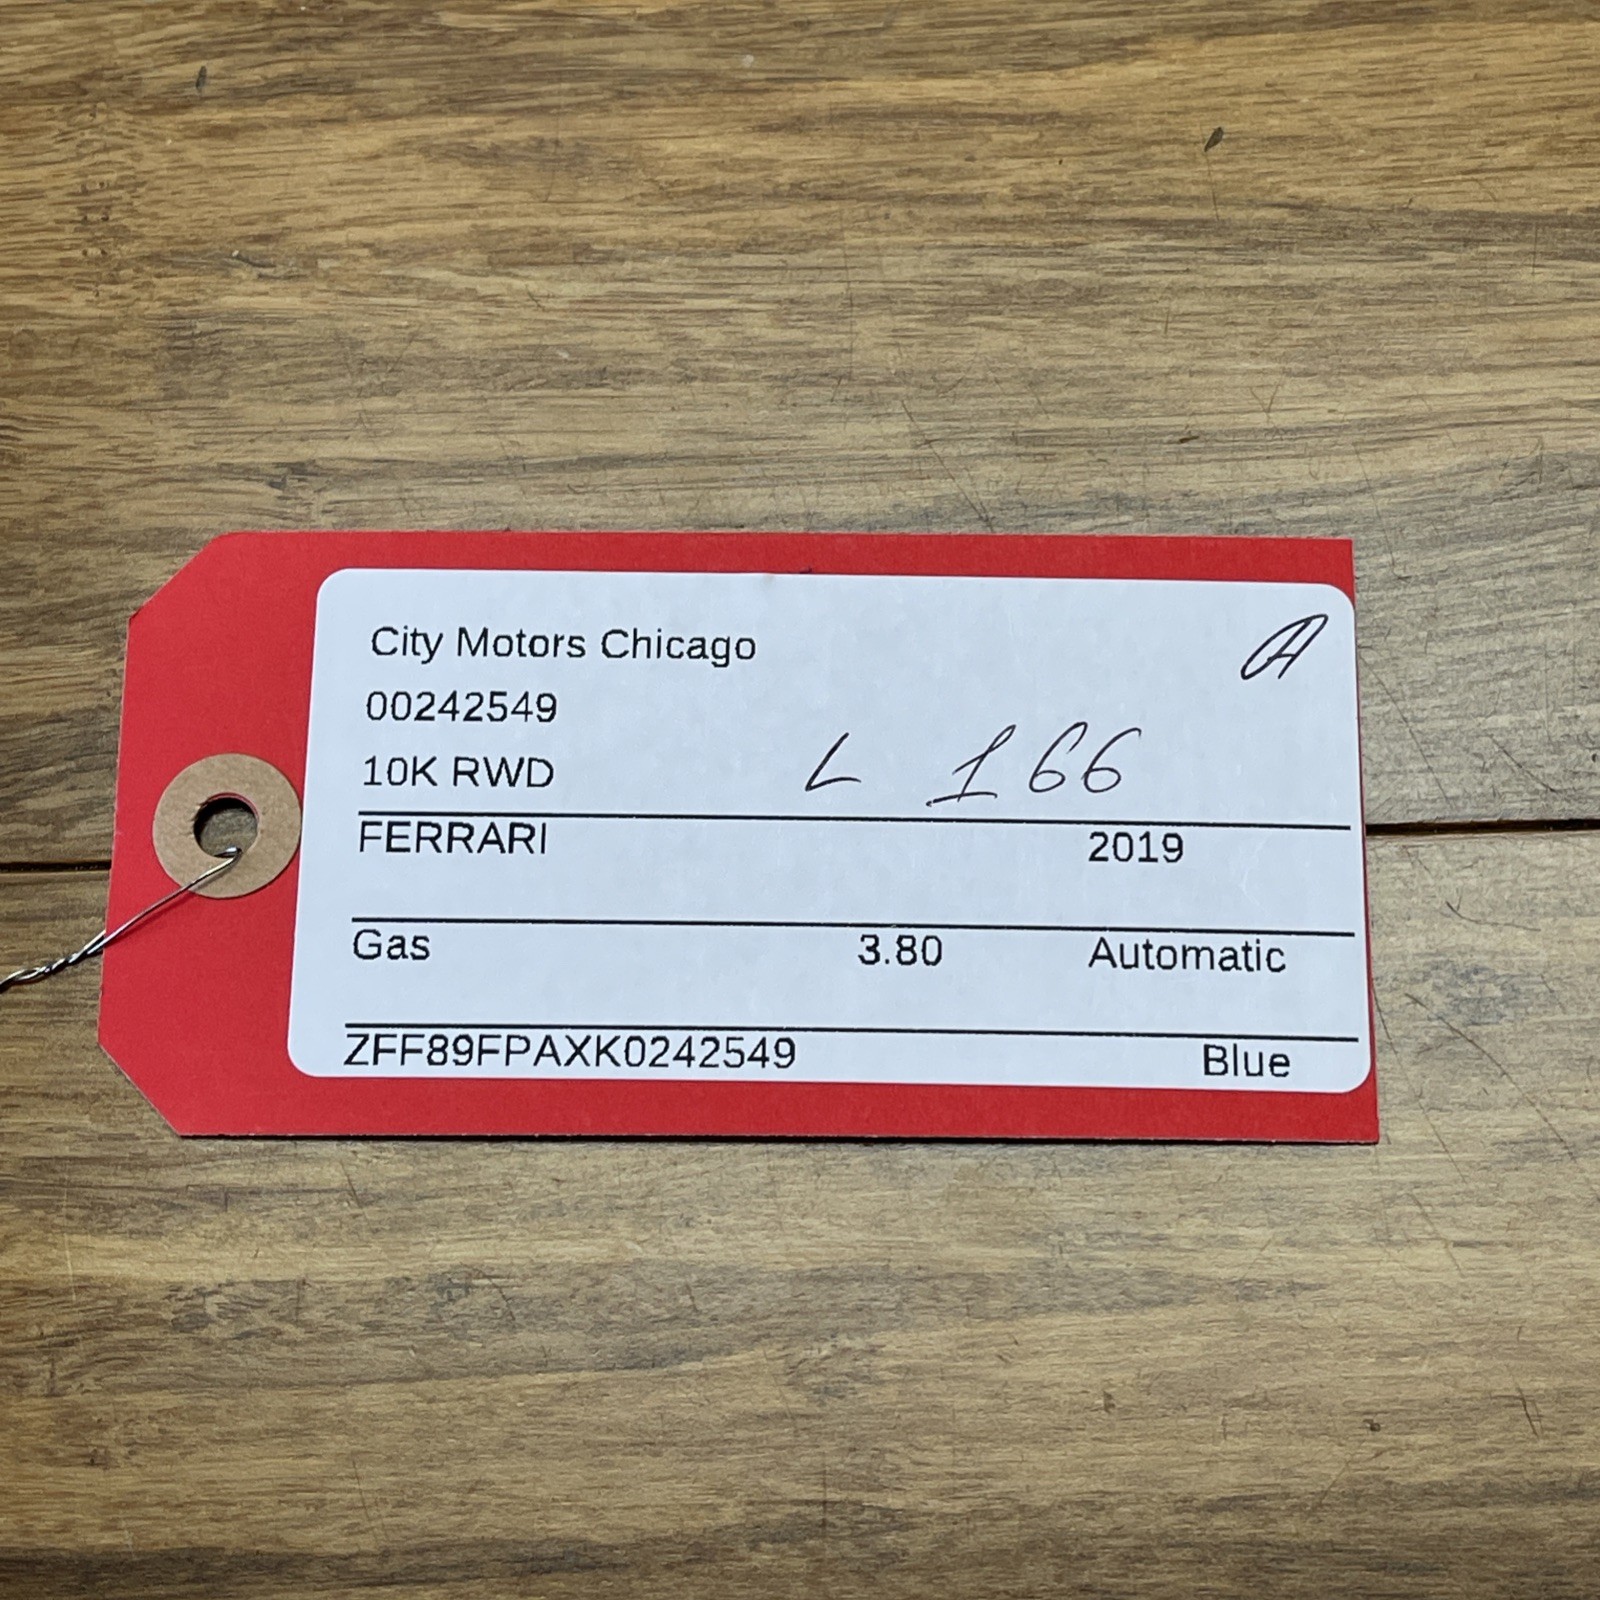 City Motors Chicago
00242549
10K RWD L 166
FERRARI 2019
Gas 3.80 Automatic
ZFF89FPAXK0242549 Blue